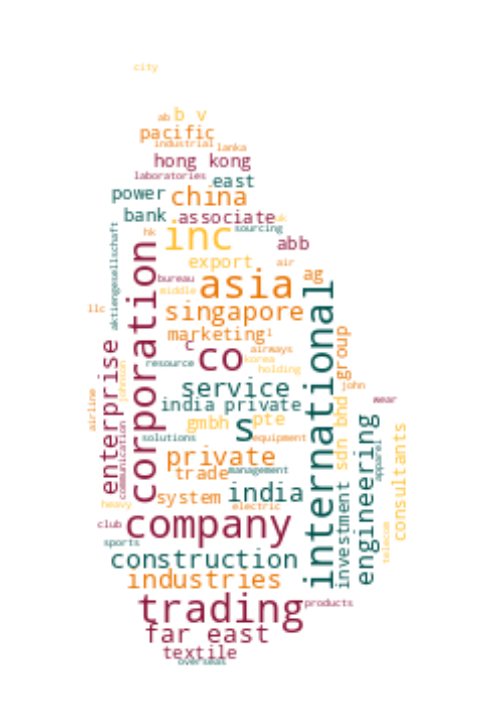 city
ab b v
pacific
industrial lanka
hong kong
laboratories east
power china
bank associate uk
hk inc sourcing
abb
export air
bureau ag
middle asia
aktiengesellschaft
corporation
international
llc singapore
marketing l
c co airways
korea
resource holding
group
enterprise
johnson
service john
india private wear
airline
gmbh pte
sdn bhd
s
solutions equipment
communication
private
engineering
apparel
consultants
trade management
system india
investment
heavy electric
club company
telecom
sports
construction
industries
trading products
far east
textile
overseas